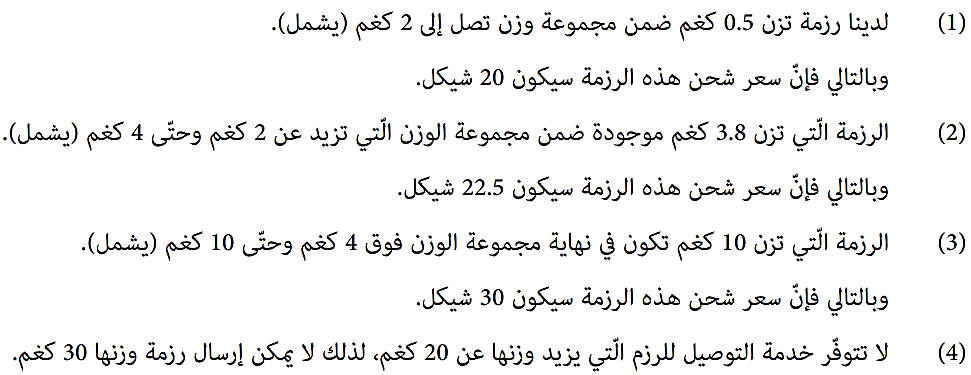 (1) لدينا رزمة تزن 0.5 كغم ضمن مجموعة وزن تصل إلى 2 كغم (يشمل).
وبالتالي فإنّ سعر شحن هذه الرزمة سيكون 20 شيكل.
(2) الرزمة الّتي تزن 3.8 كغم موجودة ضمن مجموعة الوزن الّتي تزيد عن 2 كغم وحتّى 4 كغم (يشمل).
وبالتالي فإنّ سعر شحن هذه الرزمة سيكون 22.5 شيكل.
(3) الرزمة الّتي تزن 10 كغم تكون في نهاية مجموعة الوزن فوق 4 كغم وحتّى 10 كغم (يشمل).
وبالتالي فإنّ سعر شحن هذه الرزمة سيكون 30 شيكل.
(4) لا تتوفّر خدمة التوصيل للرزم الّتي يزيد وزنها عن 20 كغم، لذلك لا يمكن إرسال رزمة وزنها 30 كغم.